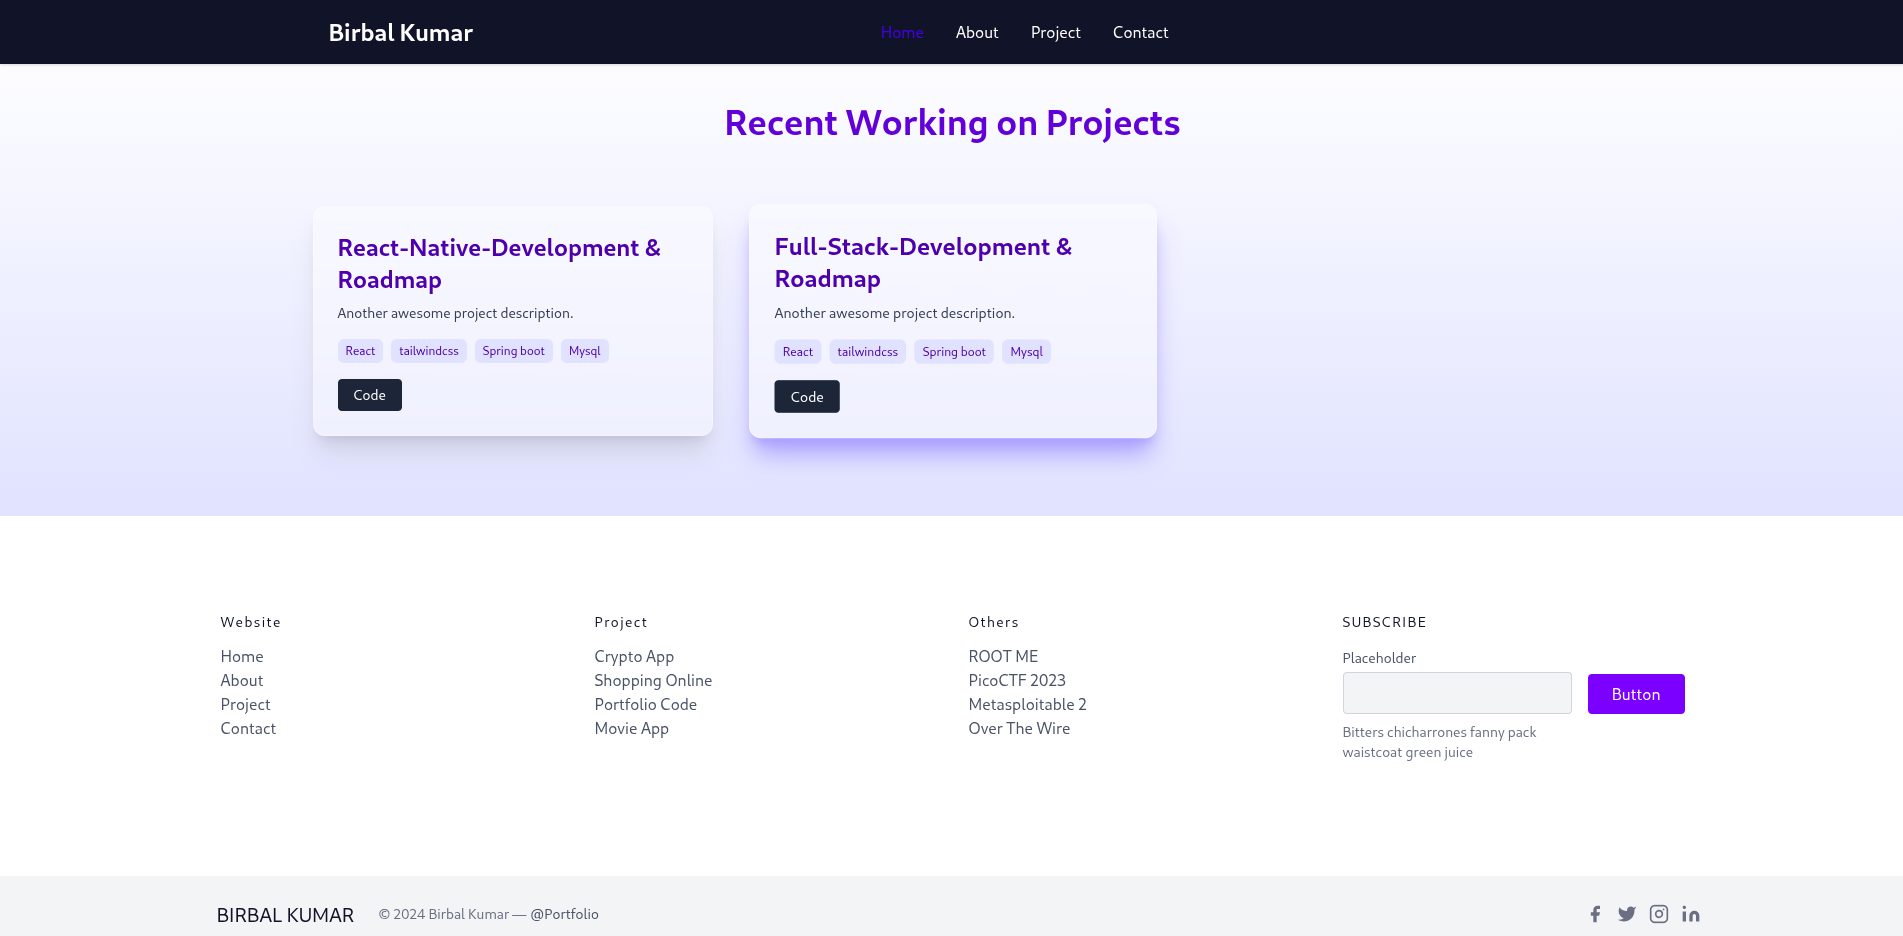 Birbal Kumar
Home About Project Contact
Recent Working on Projects
React-Native-Development &
Roadmap
Another awesome project description.
React tailwindcss Spring boot Mysql
Code
Full-Stack-Development &
Roadmap
Another awesome project description.
React tailwindcss Spring boot Mysql
Code
Website
Home
About
Project
Contact
Project
Crypto App
Shopping Online
Portfolio Code
Movie App
Others
ROOT ME
PicoCTF 2023
Metasploitable 2
Over The Wire
SUBSCRIBE
Placeholder
Button
Bitters chicharrones fanny pack
waistcoat green juice
BIRBAL KUMAR
© 2024 Birbal Kumar — @Portfolio